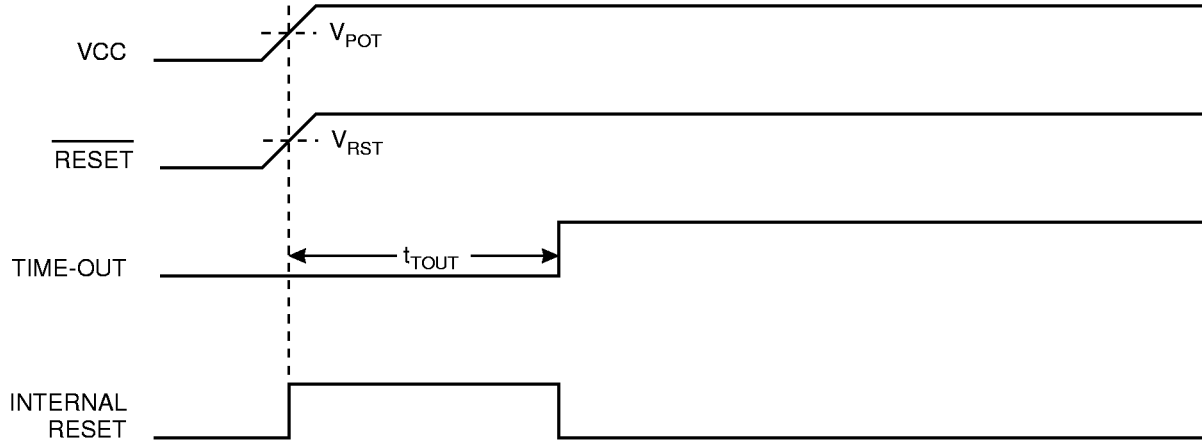 VCC
V_POT
RESET
V_RST
TIME-OUT
t_TOUT
INTERNAL
RESET